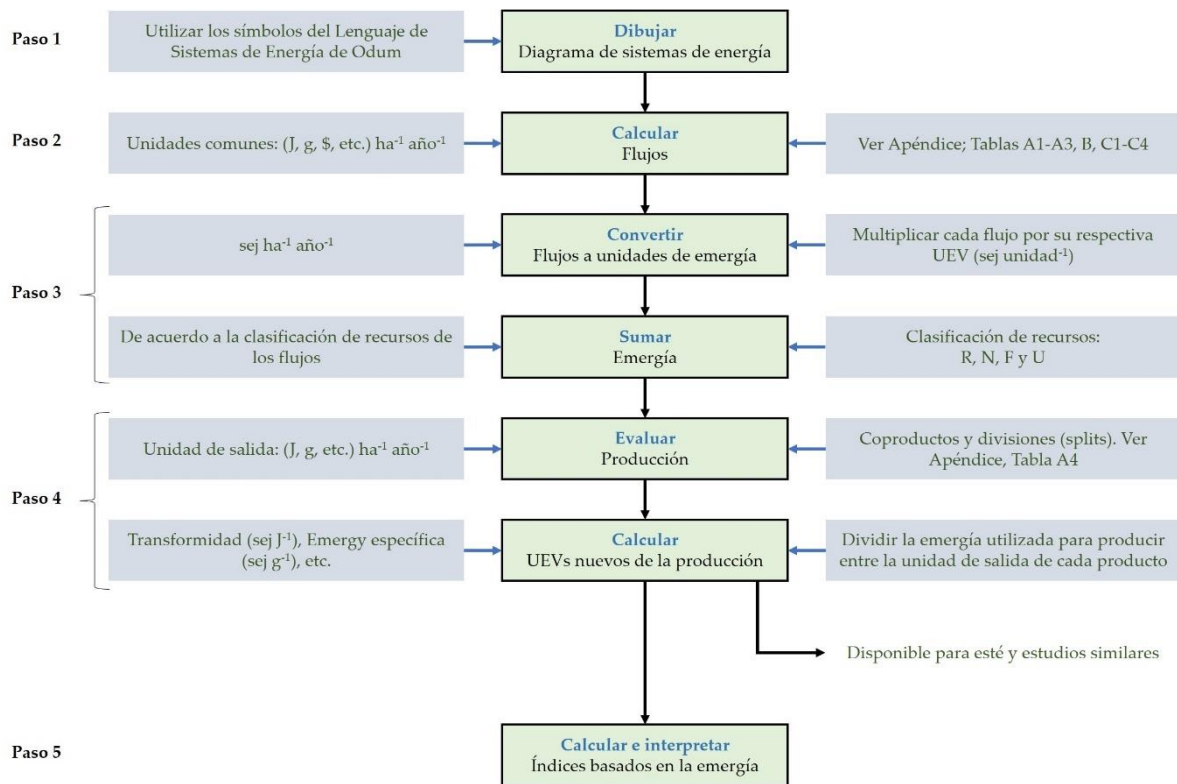 Paso 1
Utilizar los símbolos del Lenguaje de
Sistemas de Energía de Odum
Dibujar
Diagrama de sistemas de energía
Paso 2
Unidades comunes: (J, g, $, etc.) ha⁻¹ año⁻¹
Calcular
Flujos
Ver Apéndice; Tablas A1-A3, B, C1-C4
Paso 3
sej ha⁻¹ año⁻¹
Convertir
Flujos a unidades de emergía
Multiplicar cada flujo por su respectiva
UEV (sej unidad⁻¹)
De acuerdo a la clasificación de recursos de
los flujos
Sumar
Emergía
Clasificación de recursos:
R, N, F y U
Paso 4
Unidad de salida: (J, g, etc.) ha⁻¹ año⁻¹
Evaluar
Producción
Coproductos y divisiones (splits). Ver
Apéndice, Tabla A4
Transformidad (sej J⁻¹), Emergy específica
(sej g⁻¹), etc.
Calcular
UEVs nuevos de la producción
Dividir la emergía utilizada para producir
entre la unidad de salida de cada producto
Disponible para esté y estudios similares
Paso 5
Calcular e interpretar
Índices basados en la emergía